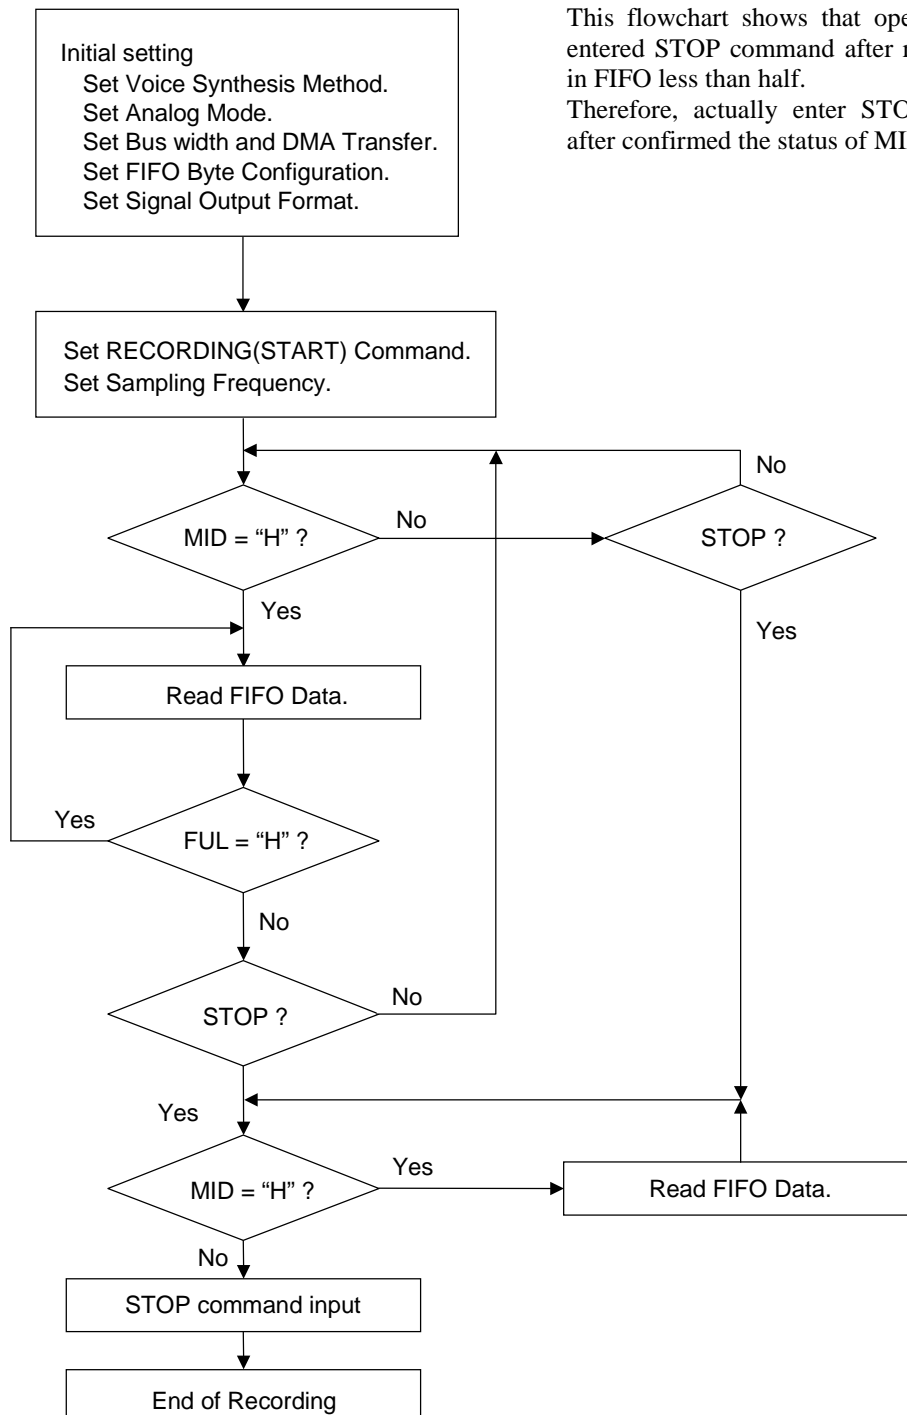 This flowchart shows that
entered STOP command after
in FIFO less than half.
Therefore, actually enter
after confirmed the status of
Initial setting
Set Voice Synthesis Method.
Set Analog Mode.
Set Bus width and DMA Transfer.
Set FIFO Byte Configuration.
Set Signal Output Format.
Set RECORDING(START) Command.
Set Sampling Frequency.
No
MID = “H” ?
No
STOP ?
Yes
Yes
Read FIFO Data.
Yes
FUL = “H” ?
No
STOP ?
No
Yes
MID = “H” ?
Yes
Read FIFO Data.
No
STOP command input
End of Recording